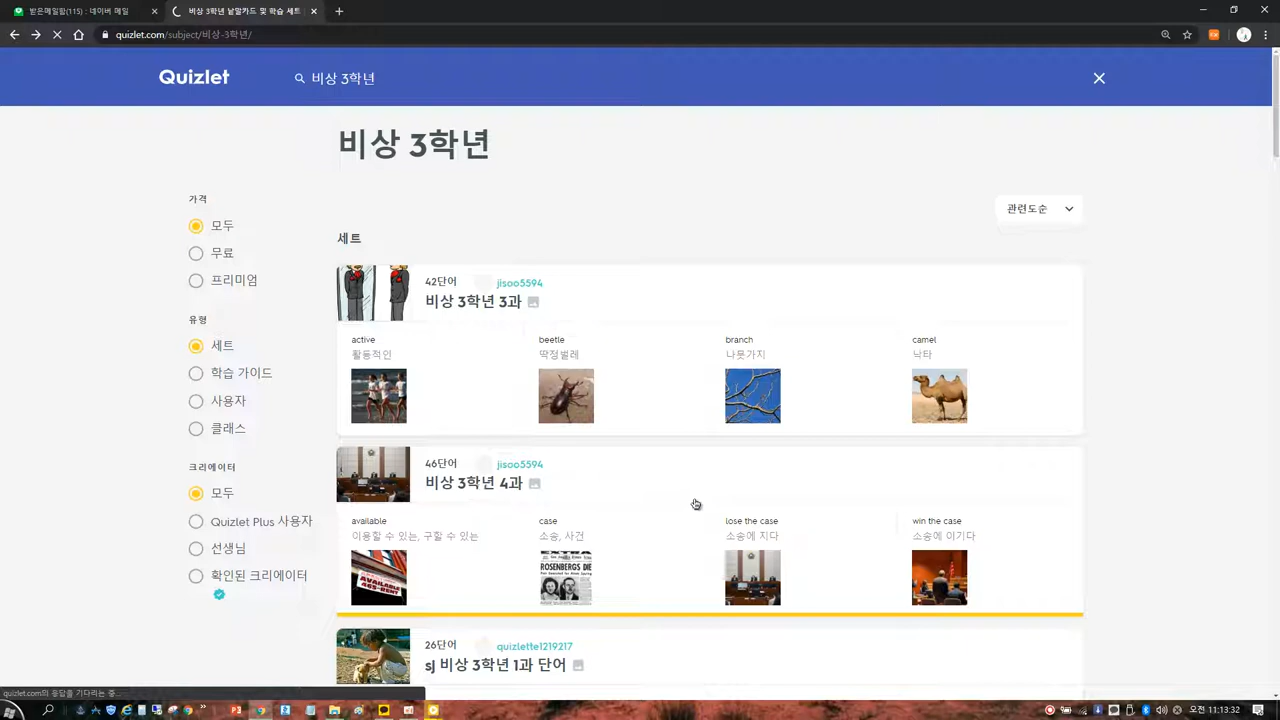 받은메일함(115) : 네이버 메일
비상 3학년 낱말카드 및 학습 세트
quizlet.com/subject/비상-3학년/
Quizlet
비상 3학년
비상 3학년
가격
모두
무료
프리미엄
유형
세트
학습 가이드
사용자
클래스
크리에이터
모두
Quizlet Plus 사용자
선생님
확인된 크리에이터
관련도순
세트
42단어 jisoo5594
비상 3학년 3과
active beetle branch camel
활동적인 딱정벌레 나뭇가지 낙타
46단어 jisoo5594
비상 3학년 4과
available case lose the case win the case
이용할 수 있는, 구할 수 있는 소송, 사건 소송에 지다 소송에 이기다
AVAILABLE
EXTRA
ROSENBERGS DIE
26단어 quizlette1219217
sj 비상 3학년 1과 단어
quizlet.com의 응답을 기다리는 중...
오전 11:13:32